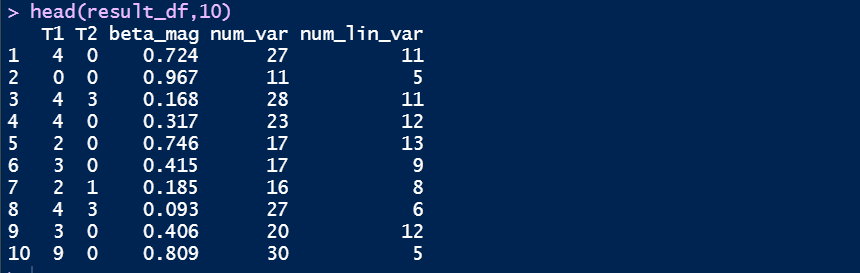 > head(result_df,10)
   T1 T2 beta_mag num_var num_lin_var
1   4  0    0.724      27          11
2   0  0    0.967      11           5
3   4  3    0.168      28          11
4   4  0    0.317      23          12
5   2  0    0.746      17          13
6   3  0    0.415      17           9
7   2  1    0.185      16           8
8   4  3    0.093      27           6
9   3  0    0.406      20          12
10  9  0    0.809      30           5